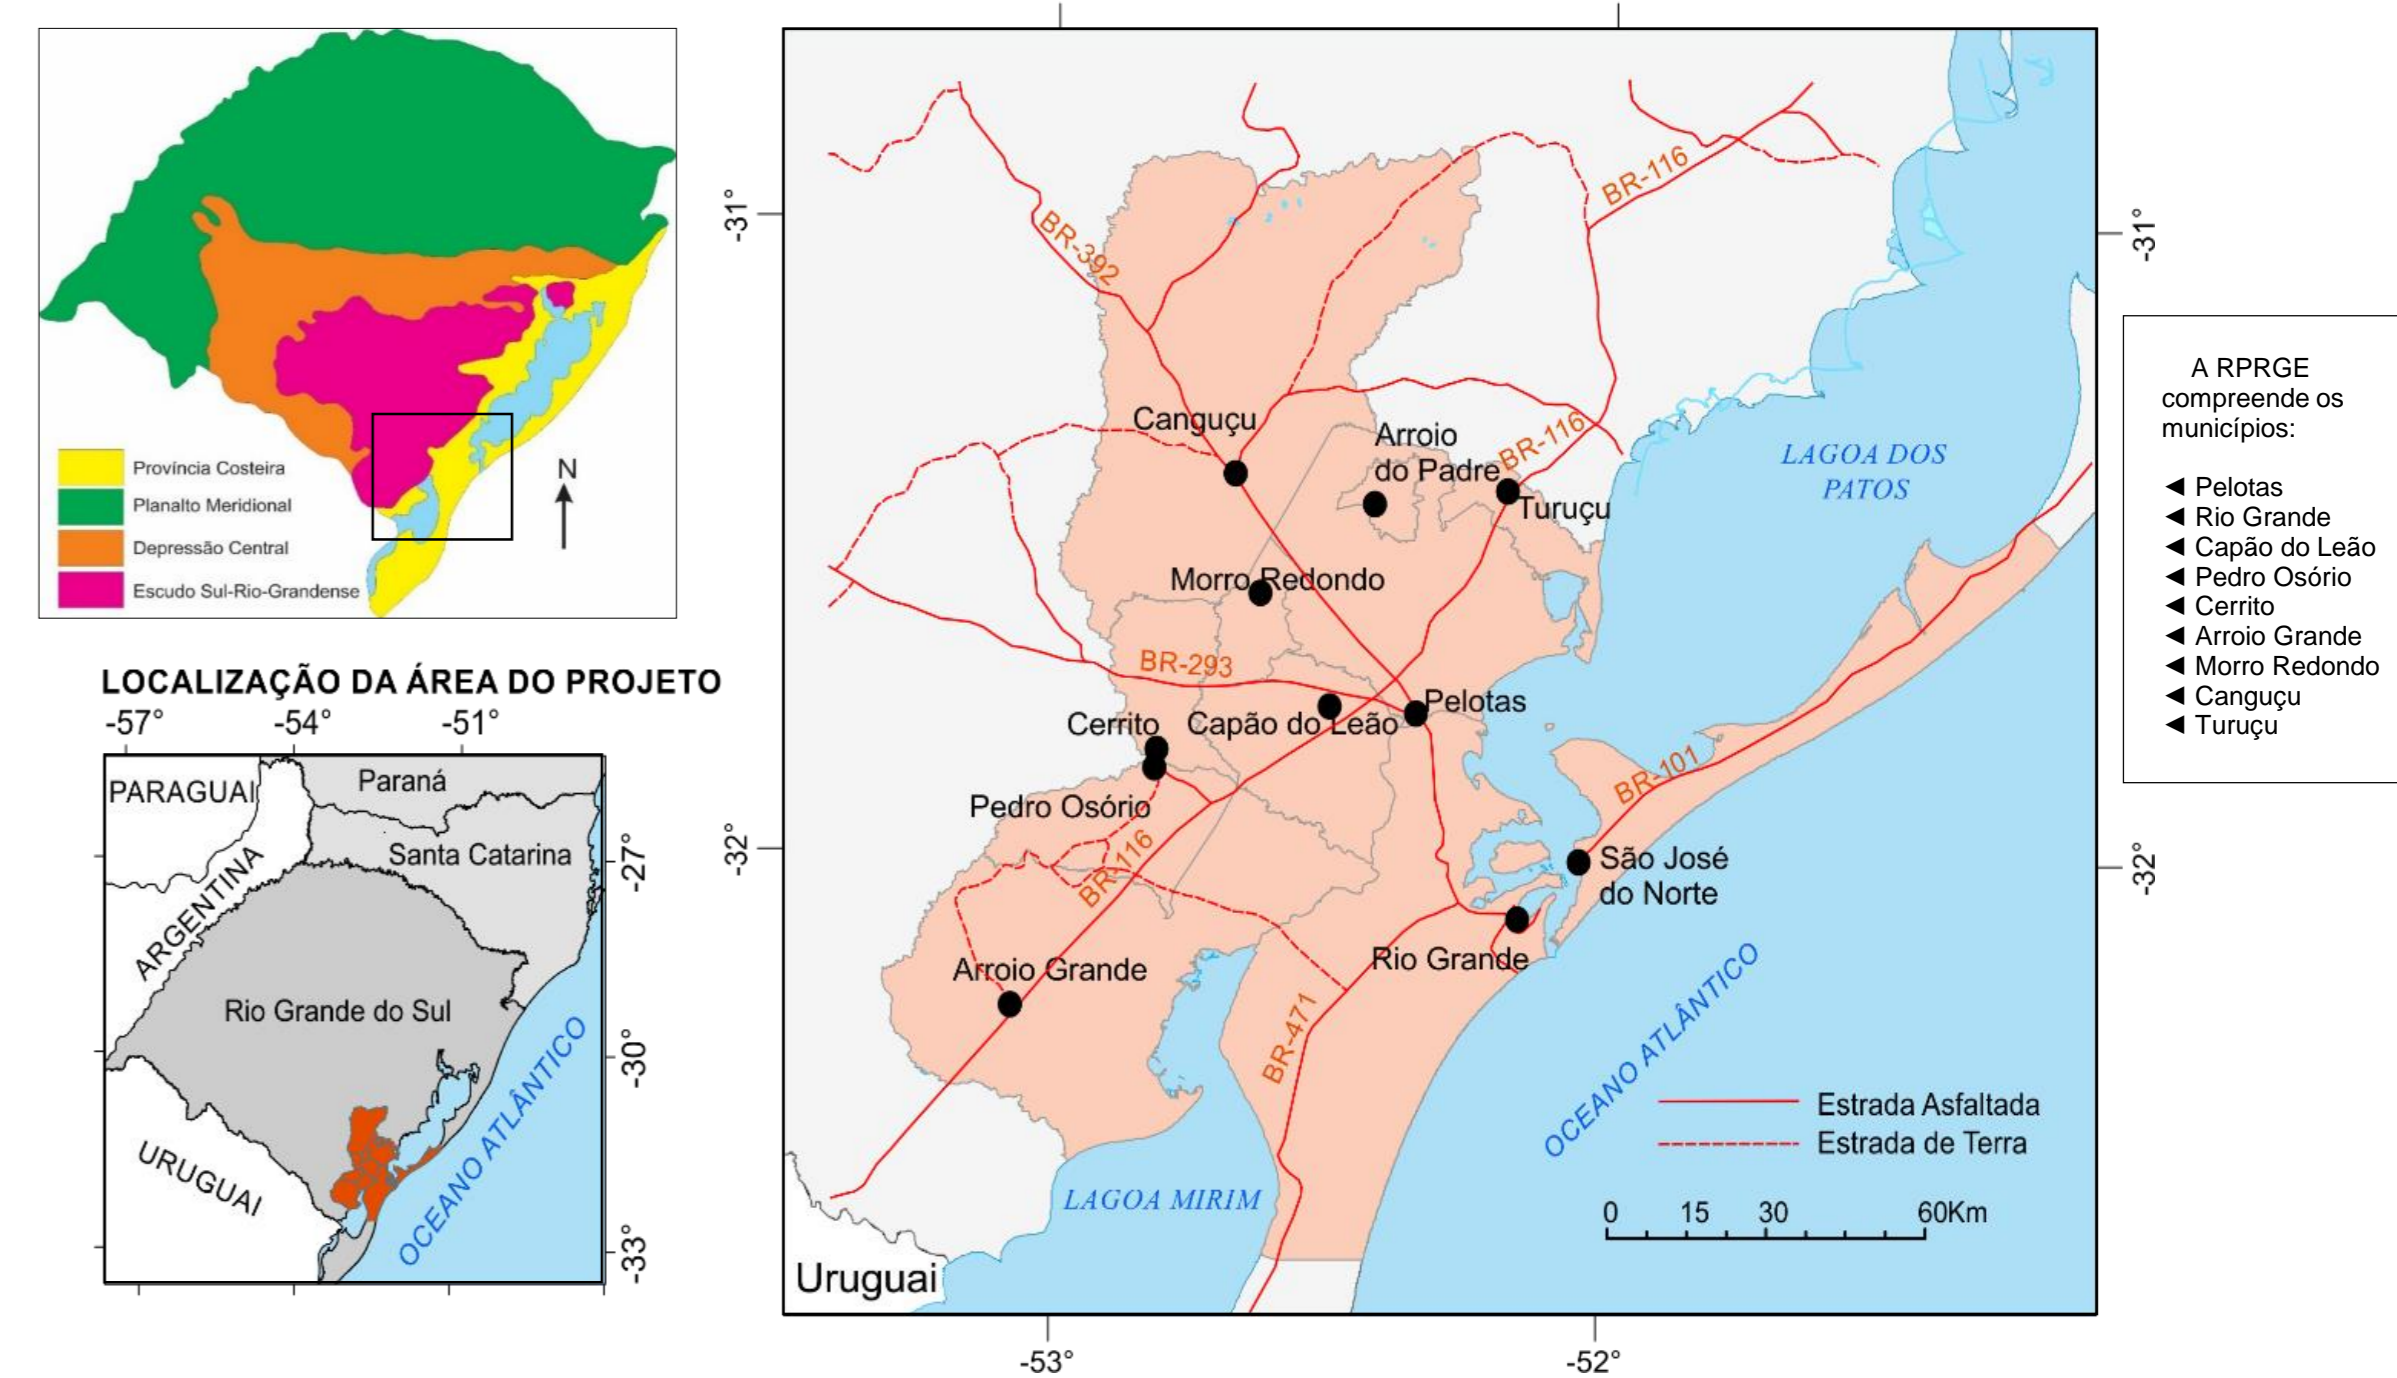 Província Costeira
Planalto Meridional
Depressão Central
Escudo Sul-Rio-Grandense
N
LOCALIZAÇÃO DA ÁREA DO PROJETO
-57°
-54°
-51°
PARAGUAI
Paraná
ARGENTINA
Santa Catarina
Rio Grande do Sul
URUGUAI
OCEANO ATLÂNTICO
-27°
-30°
-33°
-31°
-32°
-31°
-32°
-53°
-52°
BR-392
BR-116
Canguçu
Arroio
do Padre
BR-116
Turuçu
LAGOA DOS
PATOS
Morro Redondo
BR-293
Pelotas
Cerrito
Capão do Leão
Pedro Osório
BR-116
BR-101
São José
do Norte
Arroio Grande
Rio Grande
BR-471
OCEANO ATLÂNTICO
LAGOA MIRIM
Uruguai
Estrada Asfaltada
Estrada de Terra
0 15 30 60Km
A RPRGE
compreende os
municípios:
◄ Pelotas
◄ Rio Grande
◄ Capão do Leão
◄ Pedro Osório
◄ Cerrito
◄ Arroio Grande
◄ Morro Redondo
◄ Canguçu
◄ Turuçu